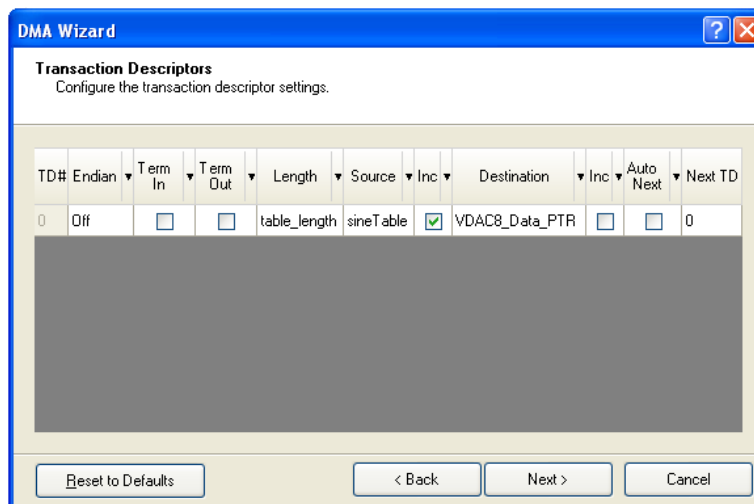 DMA Wizard
Transaction Descriptors
Configure the transaction descriptor settings.
TD# Endian Term In Term Out Length Source Inc Destination Inc Auto Next Next TD
0 Off table_length sineTable VDAC8_Data_PTR 0
Reset to Defaults < Back Next > Cancel